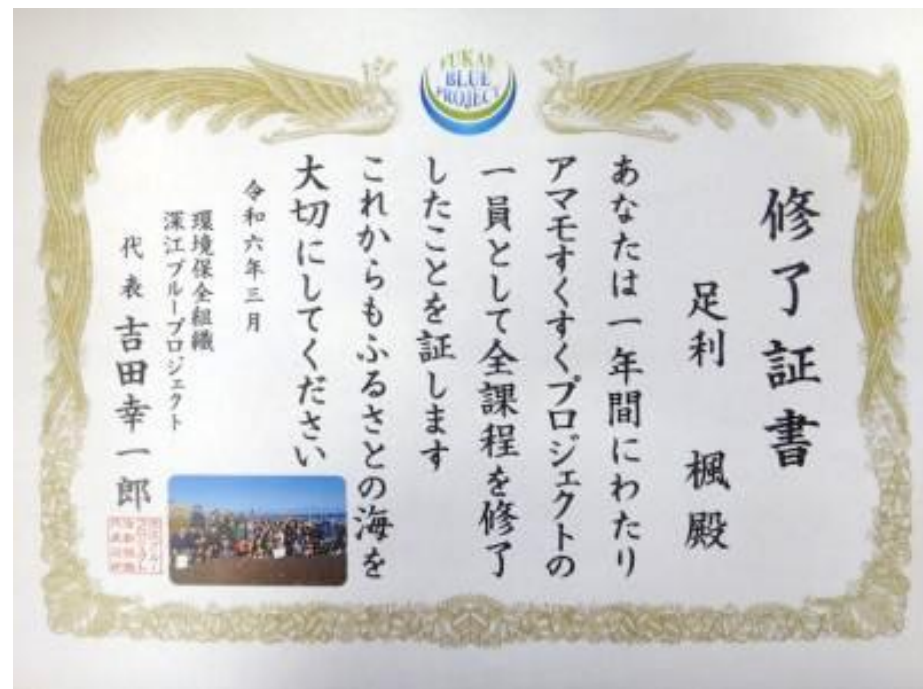 FUKAE
BLUE
PROJECT
修了証書
足利 楓 殿
あなたは一年間にわたり
アマモすくすくプロジェクトの
一員として全課程を修了
したことを証します
これからもふるさとの海を
大切にしてください
令和六年三月
環境保全組織
深江ブループロジェクト
代表 吉田幸一郎